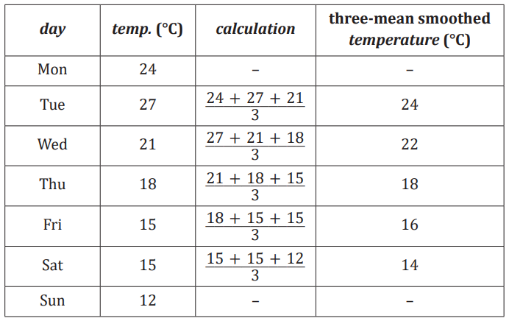 day temp. (°C) calculation three-mean smoothed temperature (°C)
Mon 24 – –
Tue 27 24 + 27 + 21 / 3 24
Wed 21 27 + 21 + 18 / 3 22
Thu 18 21 + 18 + 15 / 3 18
Fri 15 18 + 15 + 15 / 3 16
Sat 15 15 + 15 + 12 / 3 14
Sun 12 – –